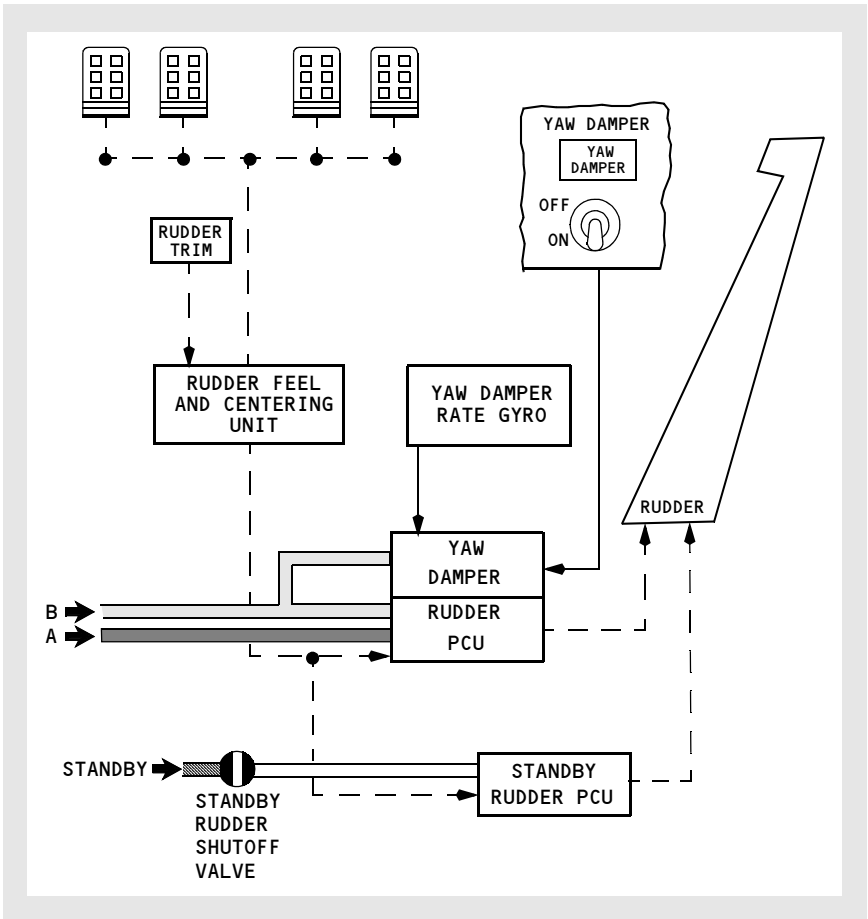 YAW DAMPER
YAW
DAMPER
OFF
ON
RUDDER
TRIM
RUDDER FEEL
AND CENTERING
UNIT
YAW DAMPER
RATE GYRO
RUDDER
YAW
DAMPER
B
A
RUDDER
PCU
STANDBY
STANDBY
RUDDER
SHUTOFF
VALVE
STANDBY
RUDDER PCU